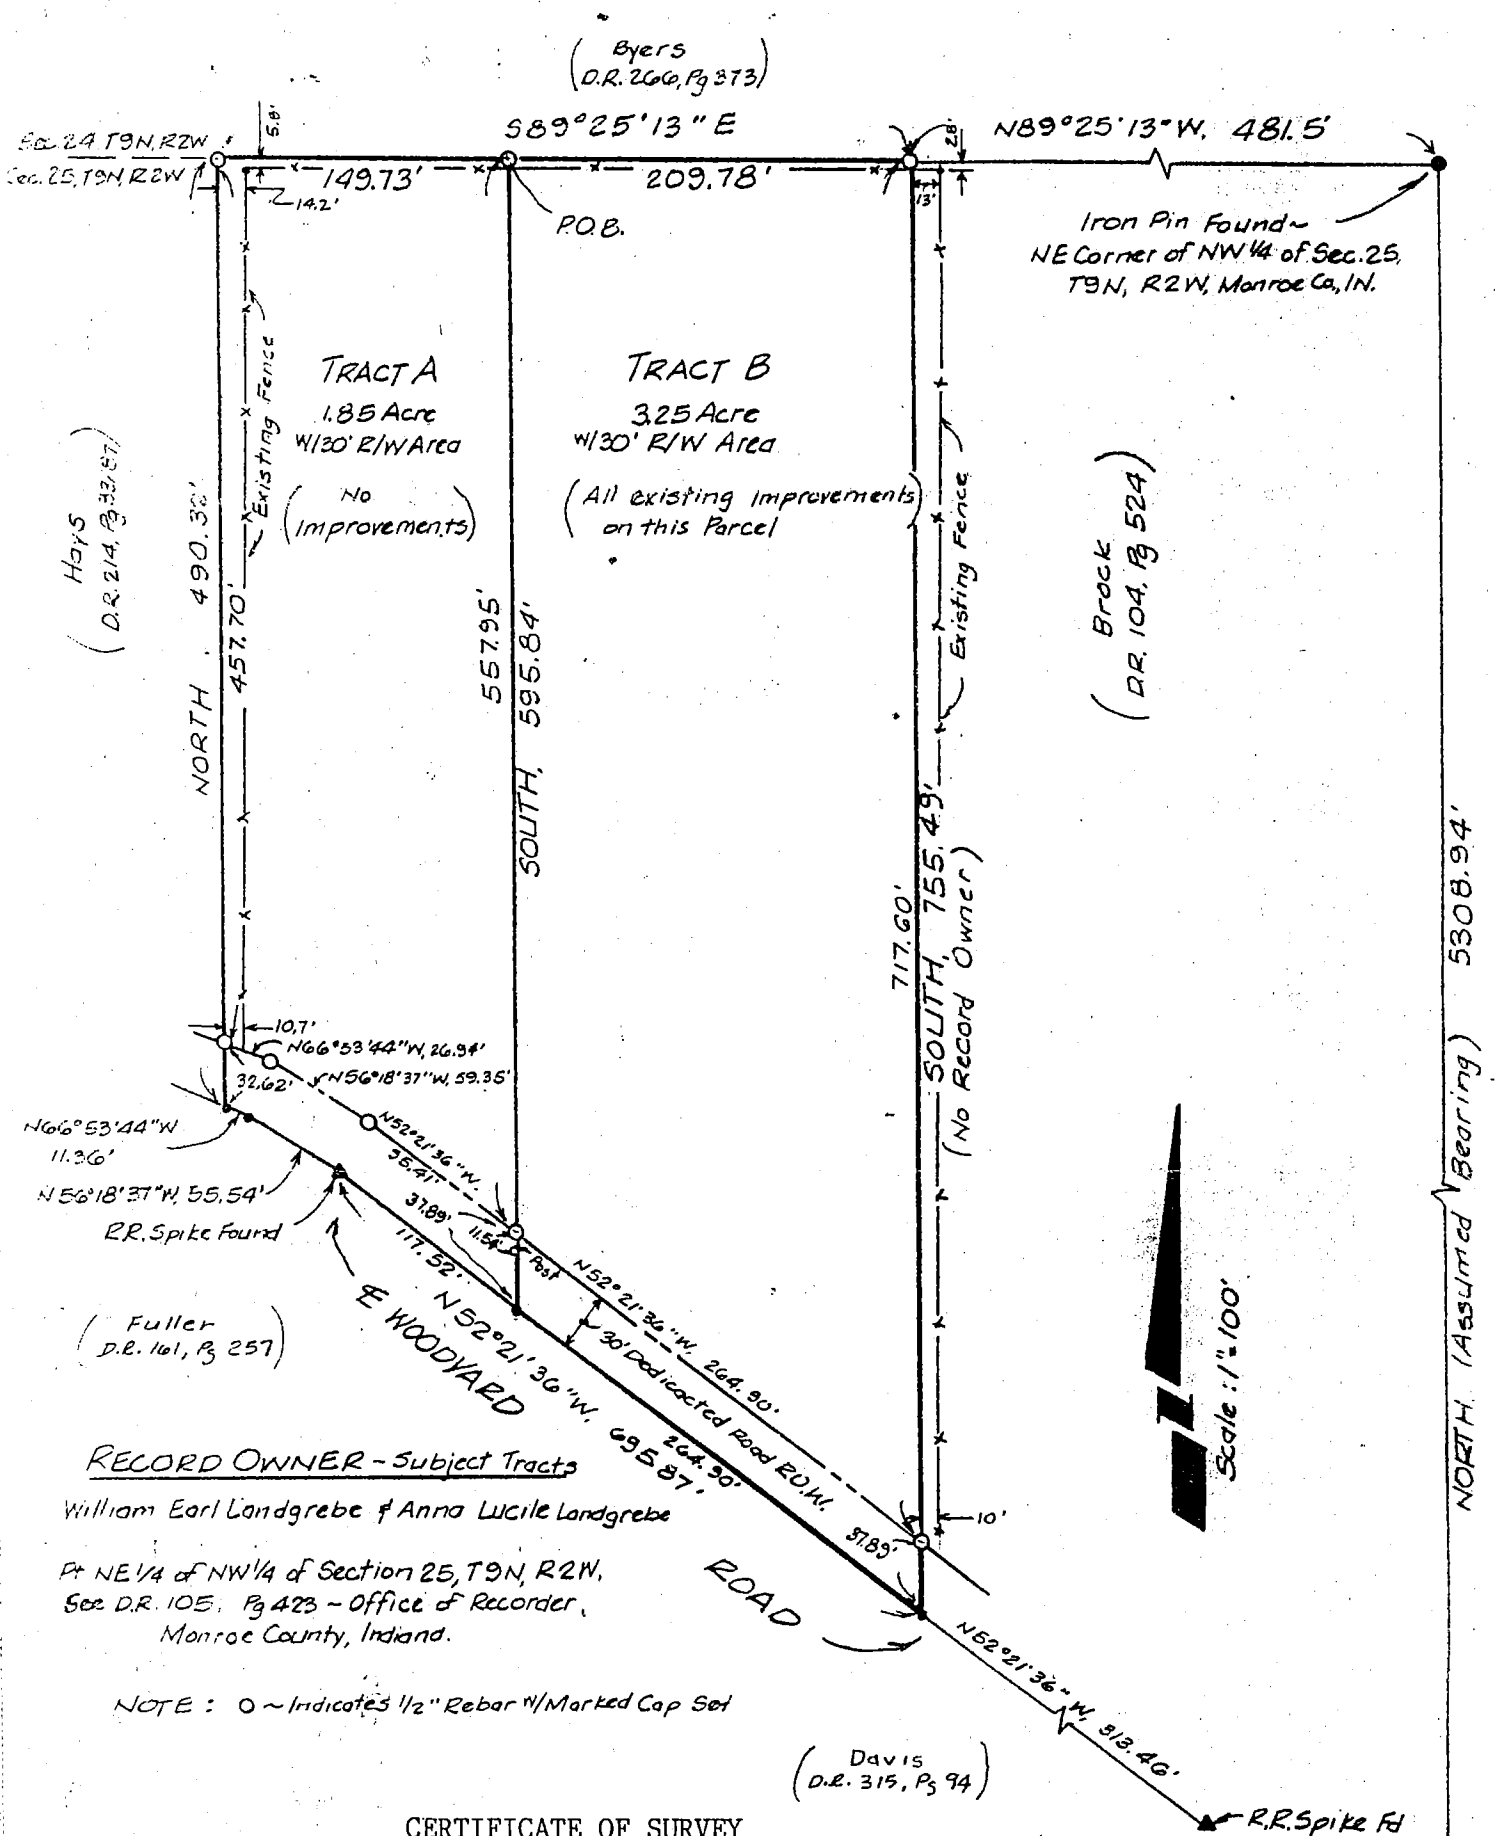 Byers
(D.R. 266, Pg 373)
S89°25'13"E
N89°25'13"W, 481.5'
Sec. 24, T9N, R2W
Sec. 25, T9N, R2W
5.8'
2.8'
149.73'
209.78'
14.2'
13'
P.O.B.
Iron Pin Found~
NE Corner of NW 1/4 of Sec. 25,
T9N, R2W, Monroe Co., IN.
TRACT A
1.85 Acre
W/30' R/W Area
(No
Improvements)
TRACT B
3.25 Acre
W/30' R/W Area
(All existing improvements
on this Parcel)
Existing Fence
Existing Fence
Hays
(D.R. 214, Pg
NORTH, 490.32'
457.70'
557.95'
SOUTH, 595.84'
717.60'
SOUTH, 755.49'
(No Record Owner)
Brock
(D.R. 104, Pg 524)
NORTH (Assumed Bearing) 5308.94'
10.7'
N66°53'44"W, 26.94'
32.62'
N56°18'37"W, 59.35'
N52°21'36"W.
95.41'
N66°53'44"W
11.36'
N56°18'37"W, 55.54'
R.R. Spike Found
37.89'
11.54'
Post
117.52'
℄ WOODYARD
ROAD
N52°21'36"W. 695.87'
N52°21'36"W, 264.90'
30' Dedicacted Road R.O.W.
264.90'
37.89'
10'
(Fuller
D.R. 161, Pg 257)
Scale: 1"=100'
RECORD OWNER - Subject Tracts
William Earl Landgrebe & Anna Lucile Landgrebe
Pt NE 1/4 of NW 1/4 of Section 25, T9N, R2W,
See D.R. 105, Pg 423 ~ Office of Recorder,
Monroe County, Indiana.
NOTE: O ~ Indicates 1/2" Rebar W/Marked Cap Set
N52°21'36"W, 313.46'
(Davis
D.R. 315, Pg 94)
R.R. Spike Fd
CERTIFICATE OF SURVEY